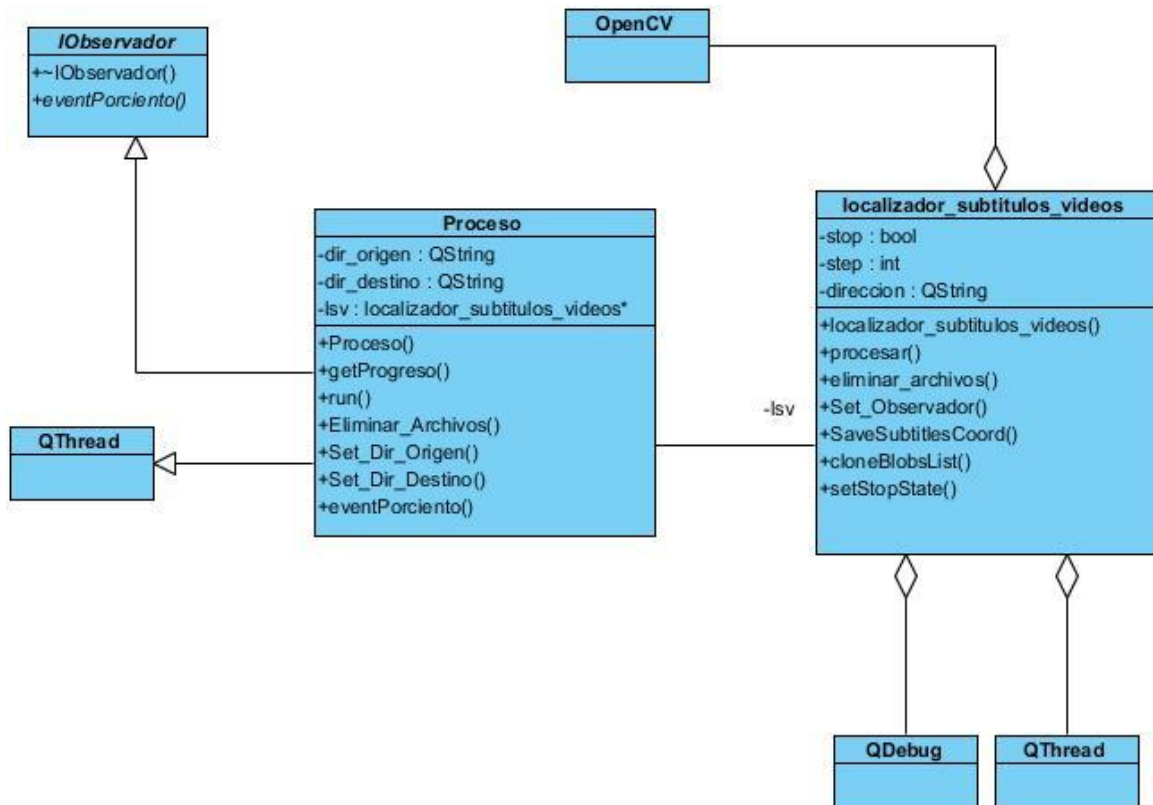 IObservador
+~IObservador()
+eventPorciento()
OpenCV
Proceso
-dir_origen : QString
-dir_destino : QString
-lsv : localizador_subtitulos_videos*
+Proceso()
+getProgreso()
+run()
+Eliminar_Archivos()
+Set_Dir_Origen()
+Set_Dir_Destino()
+eventPorciento()
QThread
-lsv
localizador_subtitulos_videos
-stop : bool
-step : int
-direccion : QString
+localizador_subtitulos_videos()
+procesar()
+eliminar_archivos()
+Set_Observador()
+SaveSubtitlesCoord()
+cloneBlobsList()
+setStopState()
QDebug
QThread